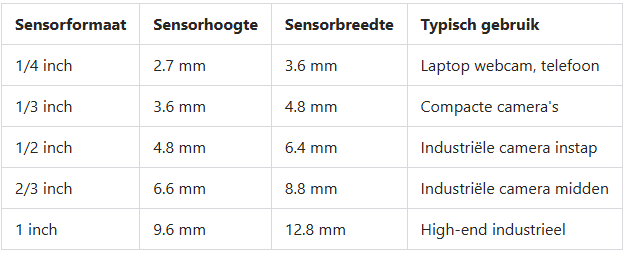 Sensorformaat Sensorhoogte Sensorbreedte Typisch gebruik
1/4 inch 2.7 mm 3.6 mm Laptop webcam, telefoon
1/3 inch 3.6 mm 4.8 mm Compacte camera's
1/2 inch 4.8 mm 6.4 mm Industriële camera instap
2/3 inch 6.6 mm 8.8 mm Industriële camera midden
1 inch 9.6 mm 12.8 mm High-end industrieel